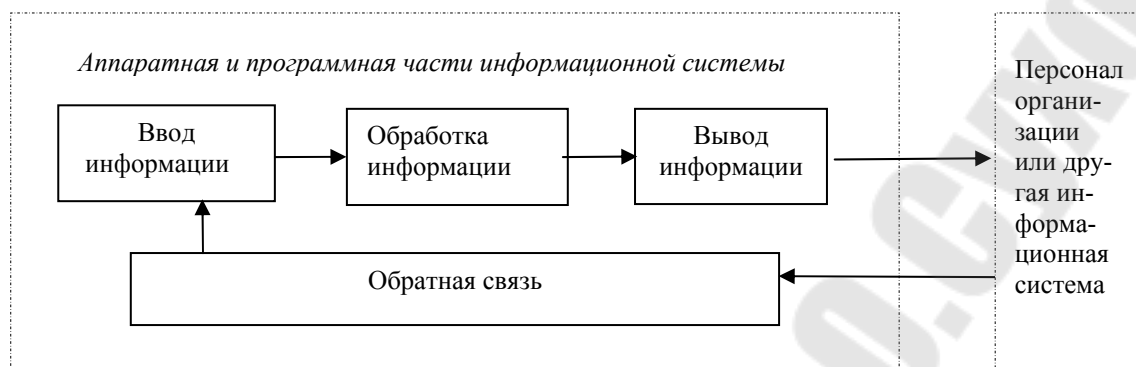 Аппаратная и программная части информационной системы
Ввод
информации
Обработка
информации
Вывод
информации
Обратная связь
Персонал
органи-
зации
или дру-
гая ин-
форма-
ционная
система